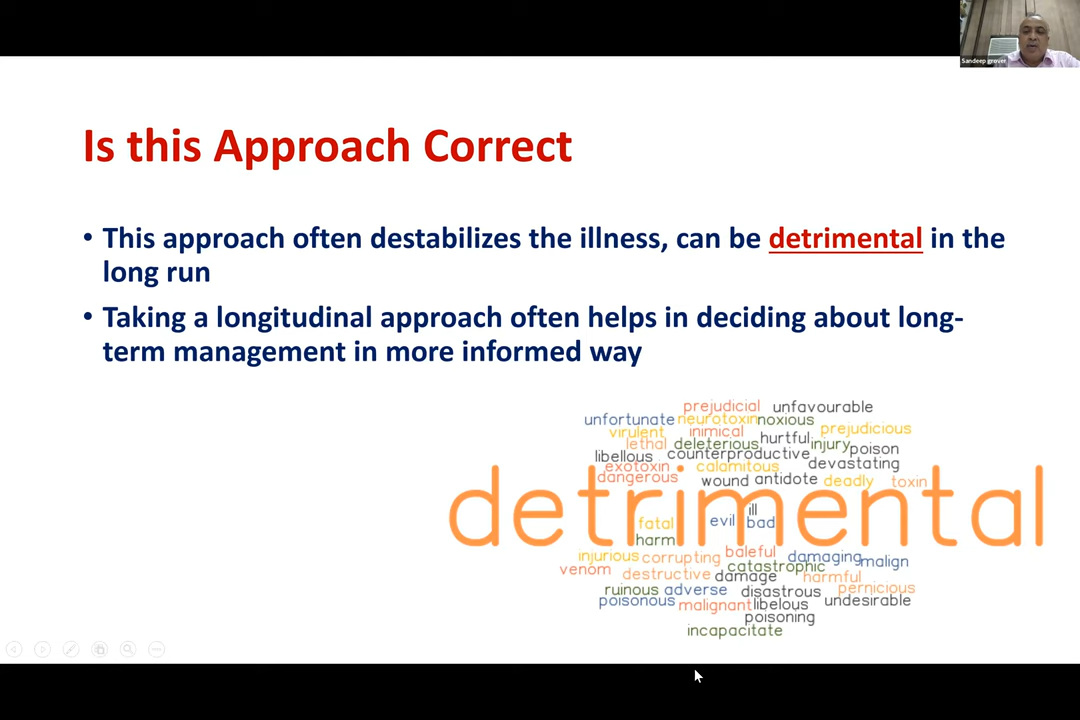 Sandeep grover
Is this Approach Correct
• This approach often destabilizes the illness, can be detrimental in the
long run
• Taking a longitudinal approach often helps in deciding about long-
term management in more informed way
prejudicial unfavourable
unfortunate neurotoxin noxious
virulent inimical prejudicious
lethal deleterious hurtful injury poison
libellous counterproductive
exotoxin calamitous devastating
dangerous wound antidote deadly toxin
detrimental
ill
fatal evil bad
harm
injurious corrupting baleful damaging malign
venom destructive damage catastrophic harmful
ruinous adverse disastrous pernicious
poisonous malignant libelous undesirable
poisoning
incapacitate